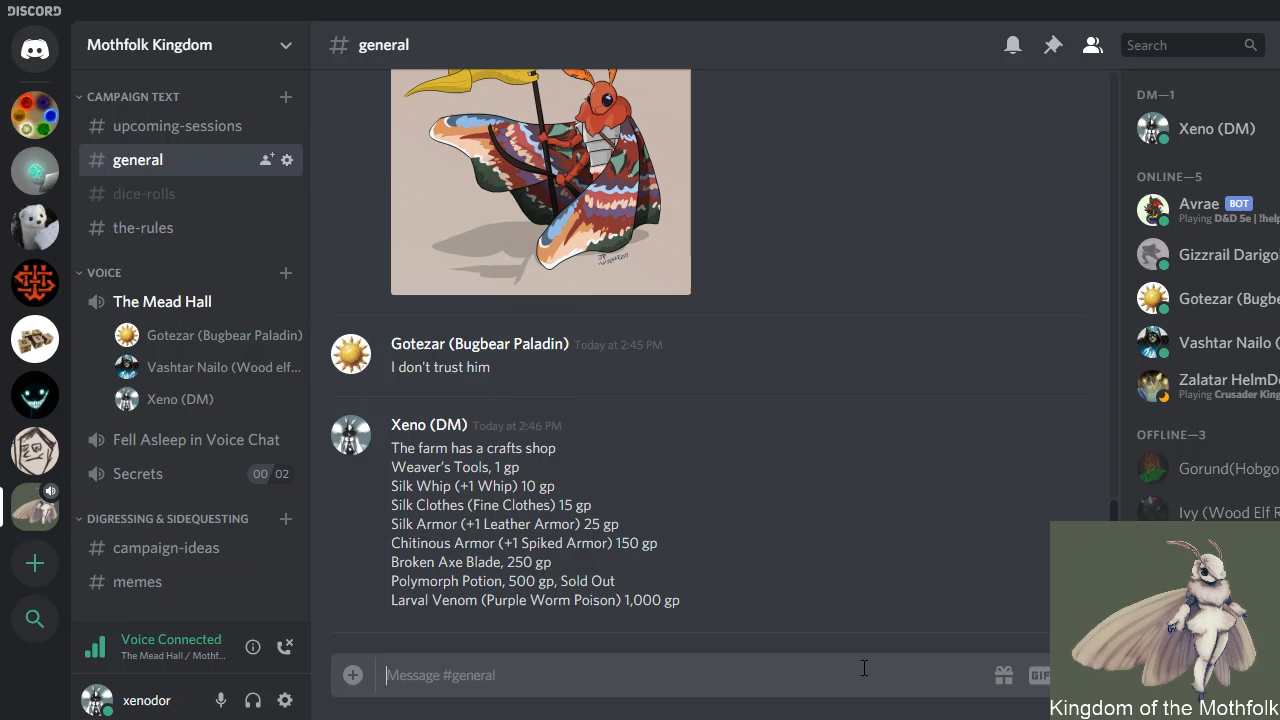 DISCORD
Mothfolk Kingdom
CAMPAIGN TEXT
# upcoming-sessions
# general
# dice-rolls
# the-rules
VOICE
The Mead Hall
Gotezar (Bugbear Paladin)
Vashtar Nailo (Wood elf...
Xeno (DM)
Fell Asleep in Voice Chat
Secrets 00 02
DIGRESSING & SIDEQUESTING
# campaign-ideas
# memes
Voice Connected
The Mead Hall / Mothf...
xenodor
# general
Search
Gotezar (Bugbear Paladin) Today at 2:45 PM
I don't trust him
Xeno (DM) Today at 2:46 PM
The farm has a crafts shop
Weaver's Tools, 1 gp
Silk Whip (+1 Whip) 10 gp
Silk Clothes (Fine Clothes) 15 gp
Silk Armor (+1 Leather Armor) 25 gp
Chitinous Armor (+1 Spiked Armor) 150 gp
Broken Axe Blade, 250 gp
Polymorph Potion, 500 gp, Sold Out
Larval Venom (Purple Worm Poison) 1,000 gp
Message #general
GIF
DM—1
Xeno (DM)
ONLINE—5
Avrae BOT
Playing D&D 5e | !help
Gizzrail Darigo
Gotezar (Bugbe
Vashtar Nailo (
Zalatar HelmDe
Playing Crusader King
OFFLINE—3
Gorund(Hobgo
Ivy (Wood Elf R
Kingdom of the Mothfolk